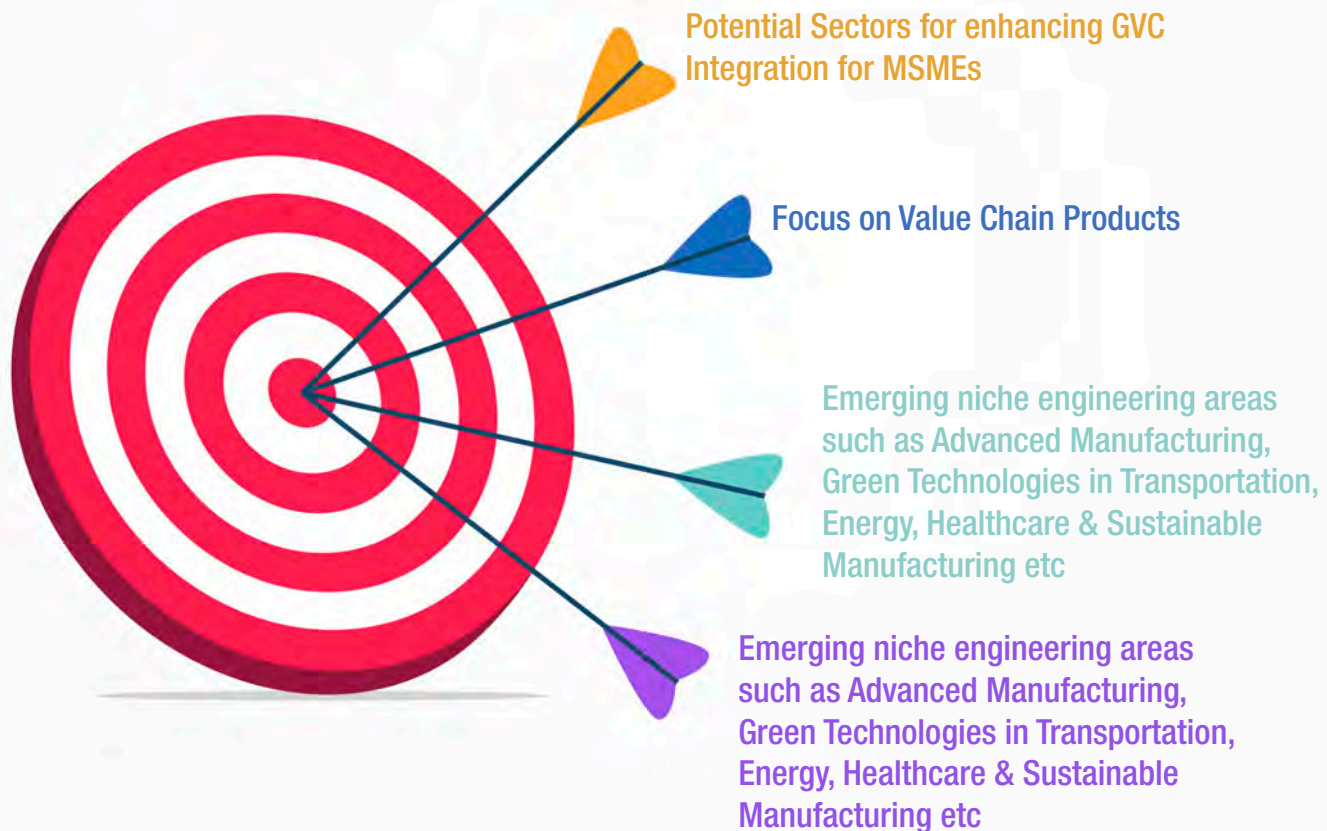 Potential Sectors for enhancing GVC
Integration for MSMEs
Focus on Value Chain Products
Emerging niche engineering areas
such as Advanced Manufacturing,
Green Technologies in Transportation,
Energy, Healthcare & Sustainable
Manufacturing etc
Emerging niche engineering areas
such as Advanced Manufacturing,
Green Technologies in Transportation,
Energy, Healthcare & Sustainable
Manufacturing etc